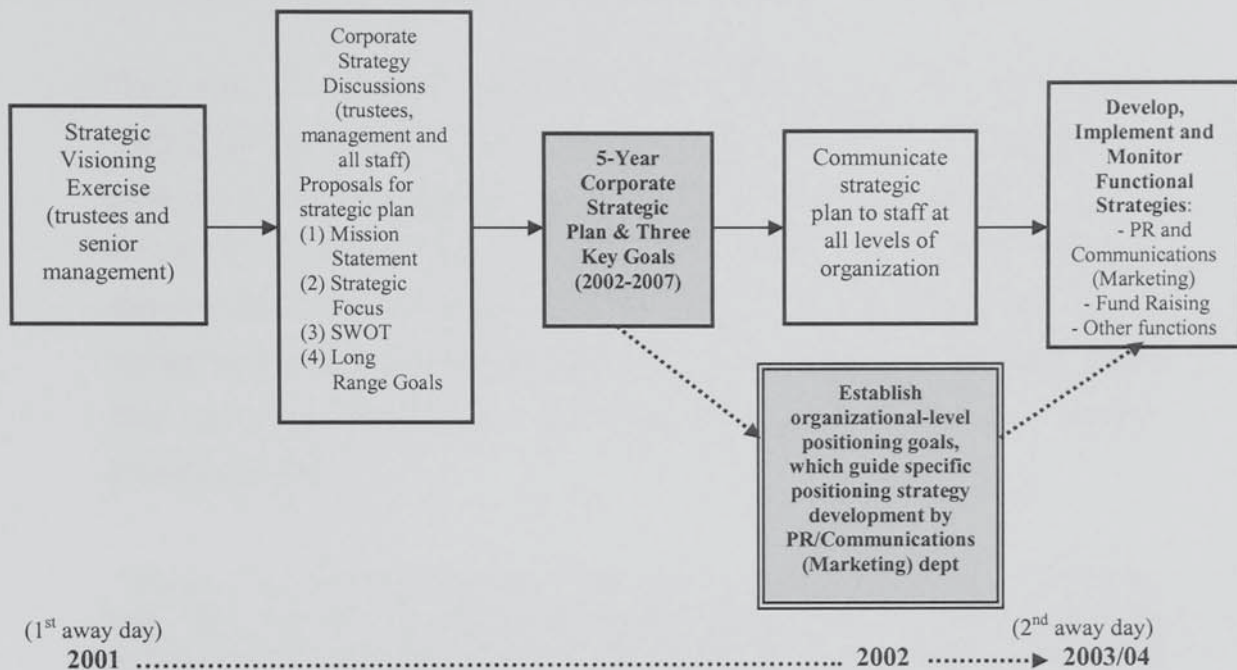 Strategic
Visioning
Exercise
(trustees and
senior
management)
Corporate
Strategy
Discussions
(trustees,
management and
all staff)
Proposals for
strategic plan
(1) Mission
Statement
(2) Strategic
Focus
(3) SWOT
(4) Long
Range Goals
5-Year
Corporate
Strategic
Plan & Three
Key Goals
(2002-2007)
Communicate
strategic
plan to staff at
all levels of
organization
Develop,
Implement and
Monitor
Functional
Strategies:
- PR and
Communications
(Marketing)
- Fund Raising
- Other functions
Establish
organizational-level
positioning goals,
which guide specific
positioning strategy
development by
PR/Communications
(Marketing) dept
(1st away day)
2001
2002
(2nd away day)
2003/04